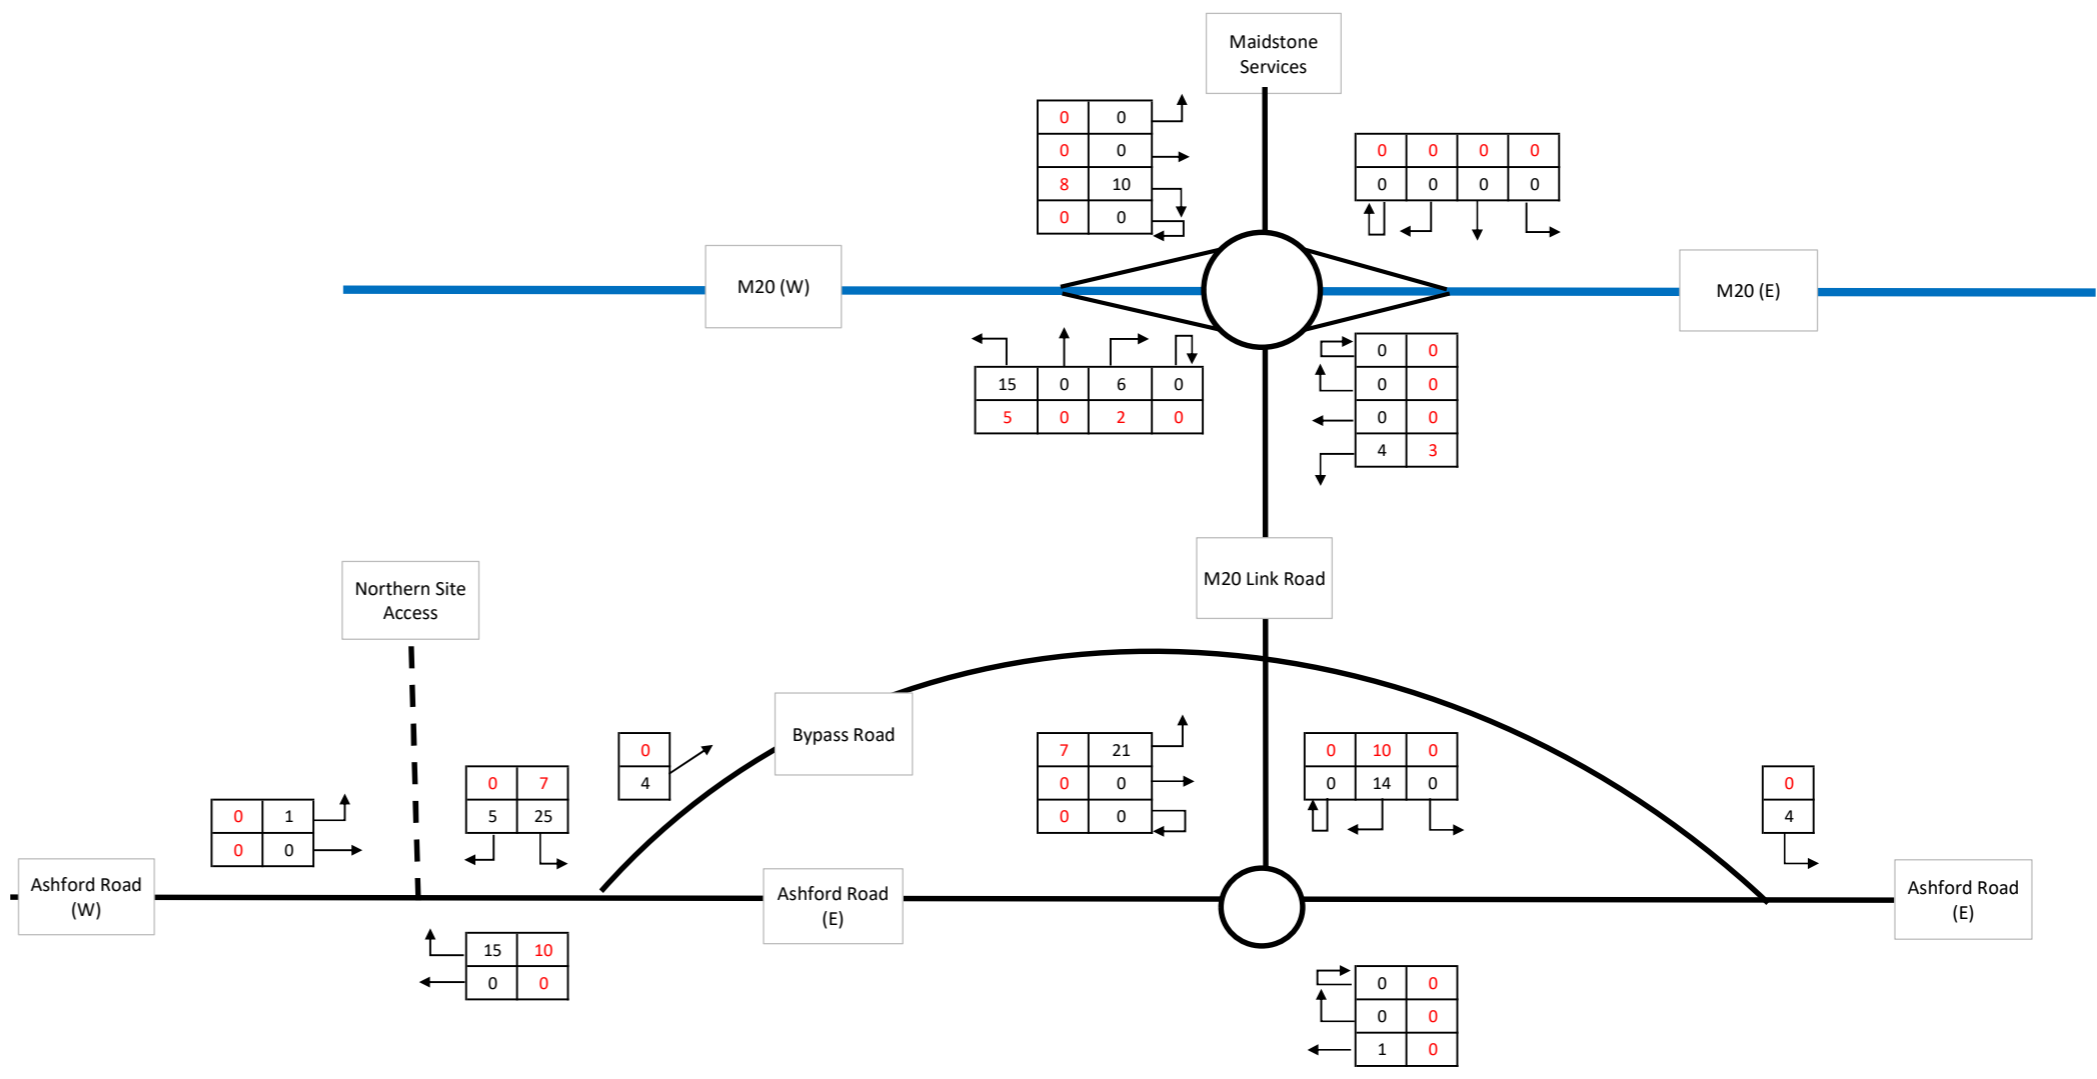 Maidstone
Services
0 0
0 0
8 10
0 0
0 0 0 0
0 0 0 0
M20 (W)
M20 (E)
15 0 6 0
5 0 2 0
0 0
0 0
0 0
4 3
M20 Link Road
Northern Site
Access
Bypass Road
0
4
0 7
5 25
0 1
0 0
7 21
0 0
0 0
0 10 0
0 14 0
0
4
Ashford Road
(W)
Ashford Road
(E)
Ashford Road
(E)
15 10
0 0
0 0
0 0
1 0